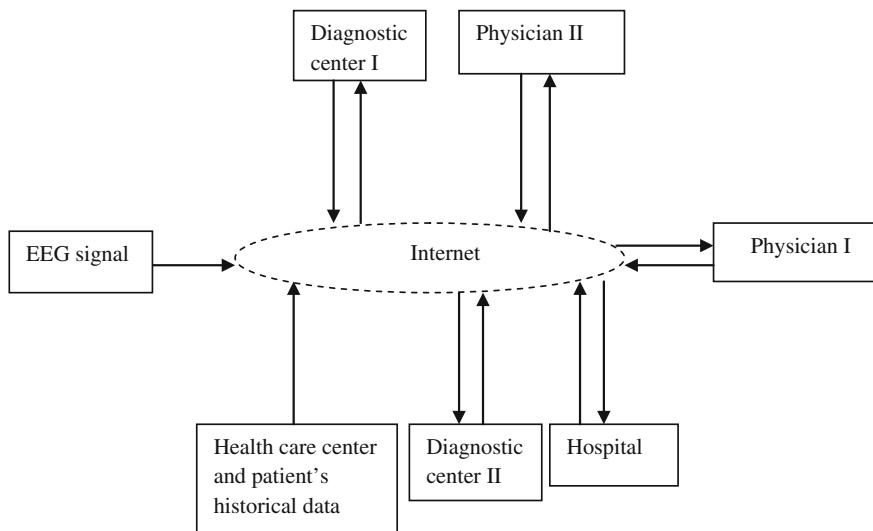 Diagnostic
center I
Physician II
EEG signal
Internet
Physician I
Health care center
and patient’s
historical data
Diagnostic
center II
Hospital